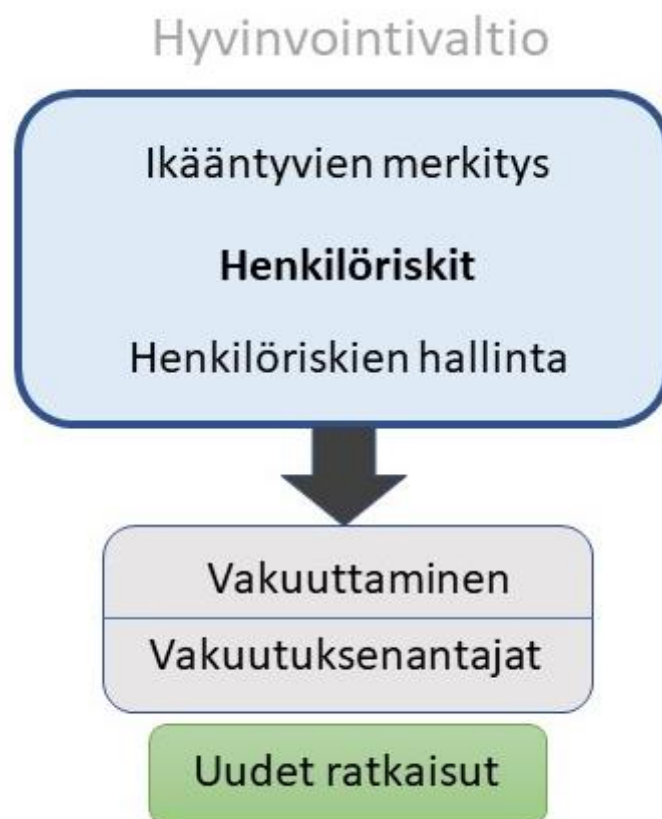 Hyvinvointivaltio
Ikääntyvien merkitys
Henkilöriskit
Henkilöriskien hallinta
Vakuuttaminen
Vakuutuksenantajat
Uudet ratkaisut